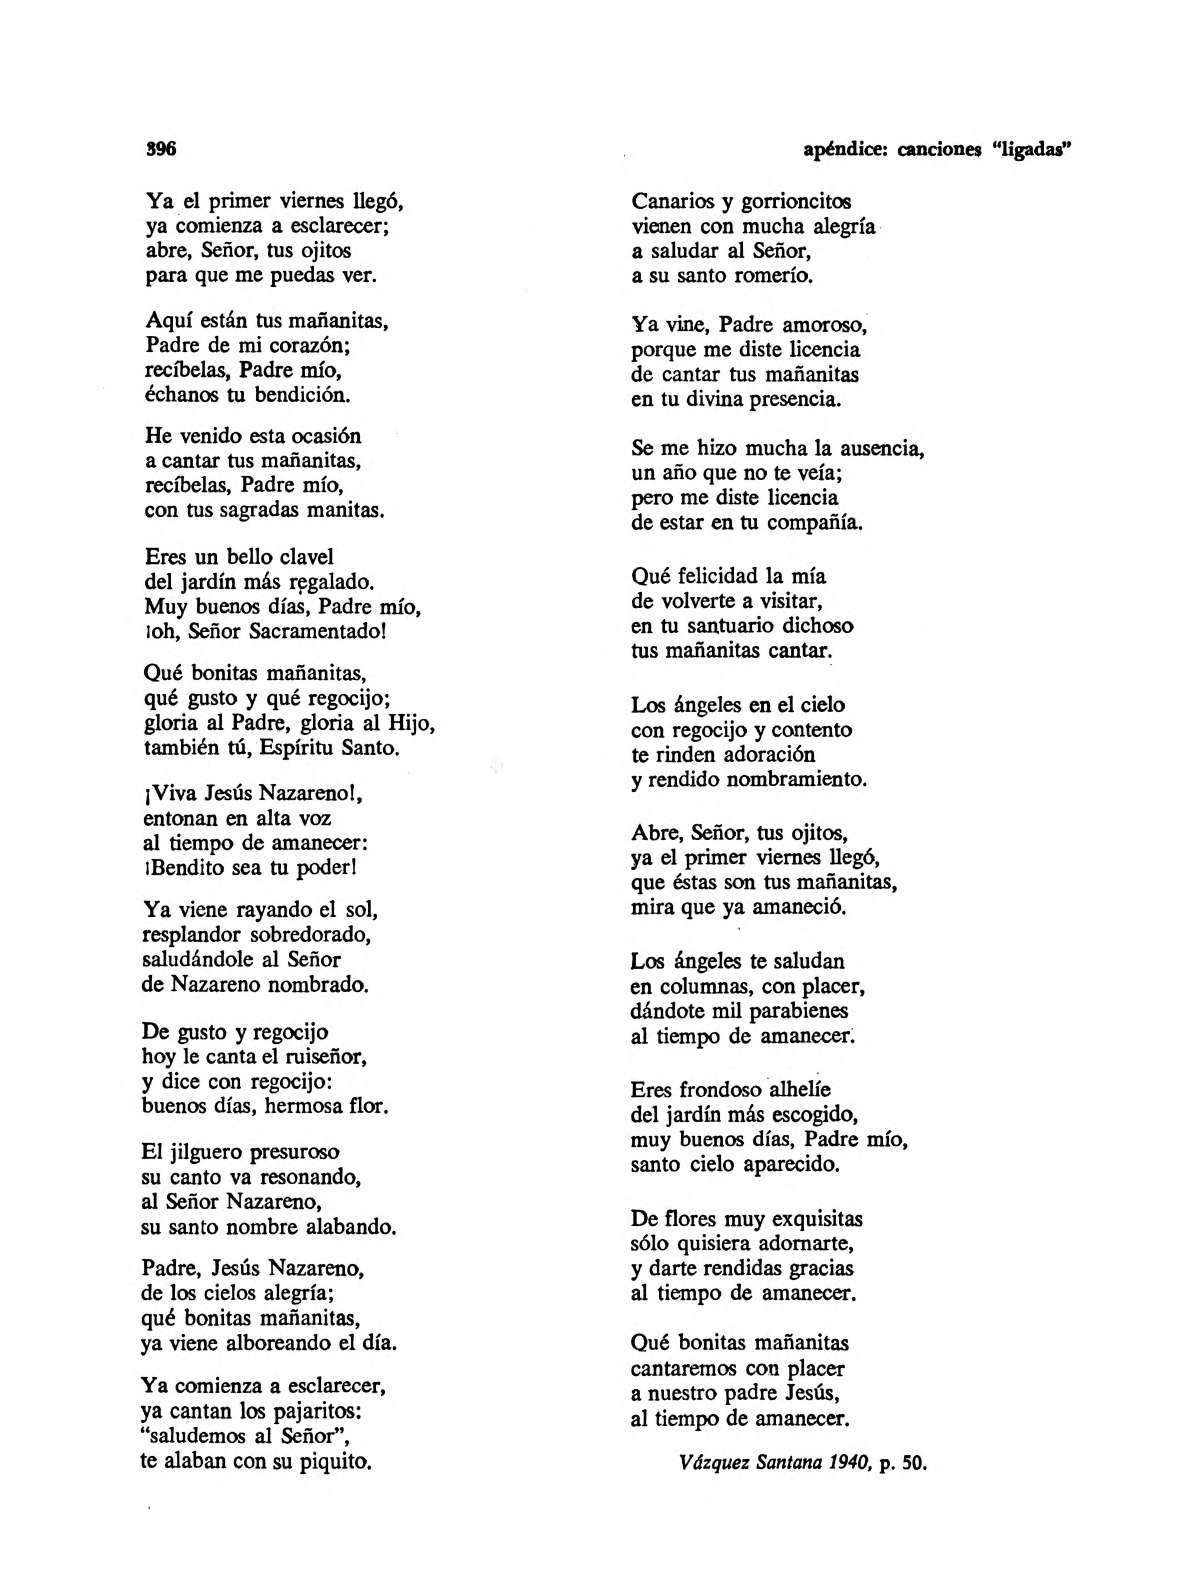 396
apéndice: canciones "ligadas"
Ya el primer viernes llegó,
ya comienza a esclarecer;
abre, Señor, tus ojitos
para que me puedas ver.
Aquí están tus mañanitas,
Padre de mi corazón;
recíbelas, Padre mío,
échanos tu bendición.
He venido esta ocasión
a cantar tus mañanitas,
recíbelas, Padre mío,
con tus sagradas manitas.
Eres un bello clavel
del jardín más regalado.
Muy buenos días, Padre mío,
¡oh, Señor Sacramentado!
Qué bonitas mañanitas,
qué gusto y qué regocijo;
gloria al Padre, gloria al Hijo,
también tú, Espíritu Santo.
¡Viva Jesús Nazareno!,
entonan en alta voz
al tiempo de amanecer:
¡Bendito sea tu poder!
Ya viene rayando el sol,
resplandor sobredorado,
saludándole al Señor
de Nazareno nombrado.
De gusto y regocijo
hoy le canta el ruiseñor,
y dice con regocijo:
buenos días, hermosa flor.
El jilguero presuroso
su canto va resonando,
al Señor Nazareno,
su santo nombre alabando.
Padre, Jesús Nazareno,
de los cielos alegría;
qué bonitas mañanitas,
ya viene alboreando el día.
Ya comienza a esclarecer,
ya cantan los pajaritos:
"saludemos al Señor",
te alaban con su piquito.
Canarios y gorrioncitos
vienen con mucha alegría
a saludar al Señor,
a su santo romerío.
Ya vine, Padre amoroso,
porque me diste licencia
de cantar tus mañanitas
en tu divina presencia.
Se me hizo mucha la ausencia,
un año que no te veía;
pero me diste licencia
de estar en tu compañía.
Qué felicidad la mía
de volverte a visitar,
en tu santuario dichoso
tus mañanitas cantar.
Los ángeles en el cielo
con regocijo y contento
te rinden adoración
y rendido nombramiento.
Abre, Señor, tus ojitos,
ya el primer viernes llegó,
que éstas son tus mañanitas,
mira que ya amaneció.
Los ángeles te saludan
en columnas, con placer,
dándote mil parabienes
al tiempo de amanecer.
Eres frondoso alhelíe
del jardín más escogido,
muy buenos días, Padre mío,
santo cielo aparecido.
De flores muy exquisitas
sólo quisiera adornarte,
y darte rendidas gracias
al tiempo de amanecer.
Qué bonitas mañanitas
cantaremos con placer
a nuestro padre Jesús,
al tiempo de amanecer.
Vázquez Santana 1940, p. 50.